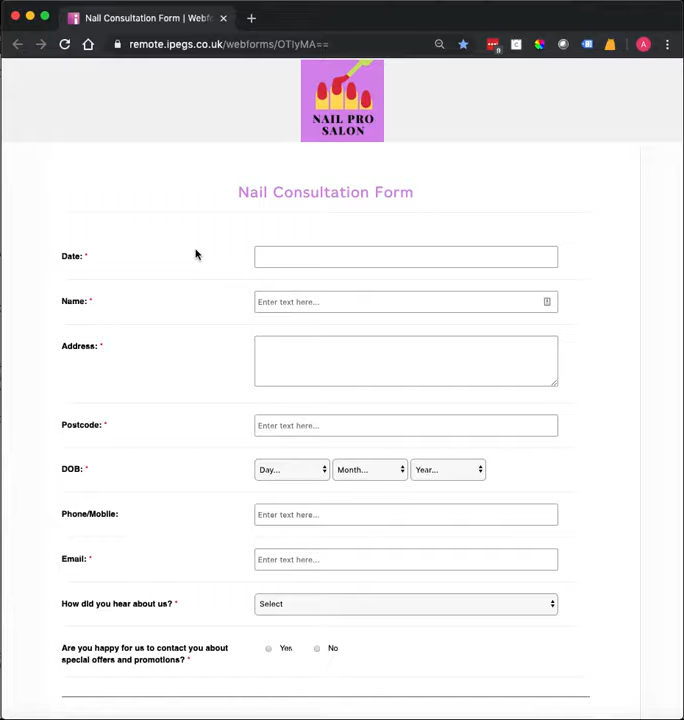 Nail Consultation Form | Webf
remote.ipegs.co.uk/webforms/OTIyMA==
9
C
A
NAIL PRO
SALON
Nail Consultation Form
Date: *
Name: * Enter text here...
Address: *
Postcode: * Enter text here...
DOB: * Day... Month... Year...
Phone/Mobile: Enter text here...
Email: * Enter text here...
How did you hear about us? * Select
Are you happy for us to contact you about Yes No
special offers and promotions? *